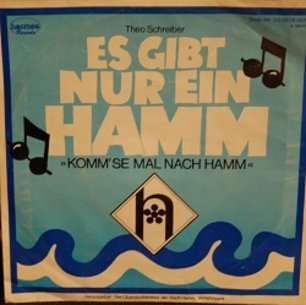 Theo Schreiber
ES GIBT
NUR EIN
HAMM
»KOMM'SE MAL NACH HAMM«
h